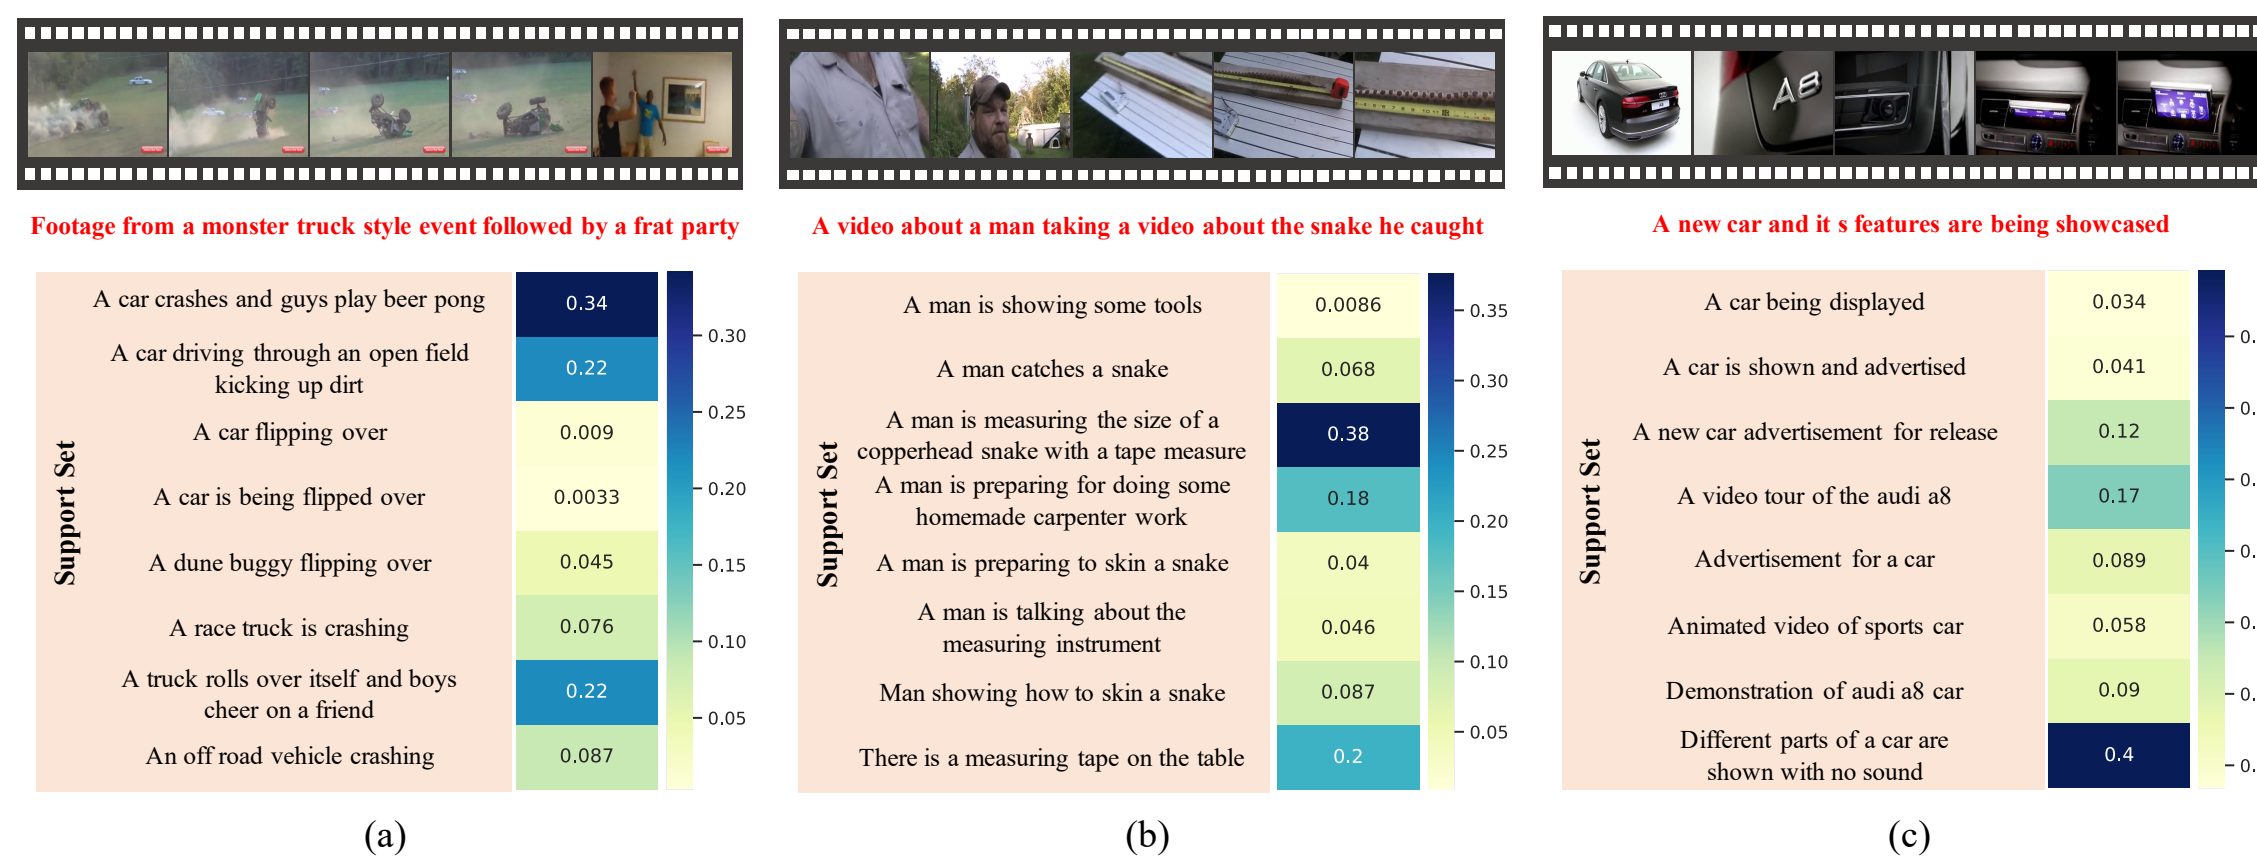 A8
Footage from a monster truck style event followed by a frat party
A video about a man taking a video about the snake he caught
A new car and it s features are being showcased
Support Set
A car crashes and guys play beer pong
0.34
A car driving through an open field
kicking up dirt
0.22
A car flipping over
0.009
A car is being flipped over
0.0033
A dune buggy flipping over
0.045
A race truck is crashing
0.076
A truck rolls over itself and boys
cheer on a friend
0.22
An off road vehicle crashing
0.087
0.30
0.25
0.20
0.15
0.10
0.05
(a)
Support Set
A man is showing some tools
0.0086
A man catches a snake
0.068
A man is measuring the size of a
copperhead snake with a tape measure
0.38
A man is preparing for doing some
homemade carpenter work
0.18
A man is preparing to skin a snake
0.04
A man is talking about the
measuring instrument
0.046
Man showing how to skin a snake
0.087
There is a measuring tape on the table
0.2
0.35
0.30
0.25
0.20
0.15
0.10
0.05
(b)
Support Set
A car being displayed
0.034
A car is shown and advertised
0.041
A new car advertisement for release
0.12
A video tour of the audi a8
0.17
Advertisement for a car
0.089
Animated video of sports car
0.058
Demonstration of audi a8 car
0.09
Different parts of a car are
shown with no sound
0.4
0.
0.
0.
0.
0.
0.
0.
(c)